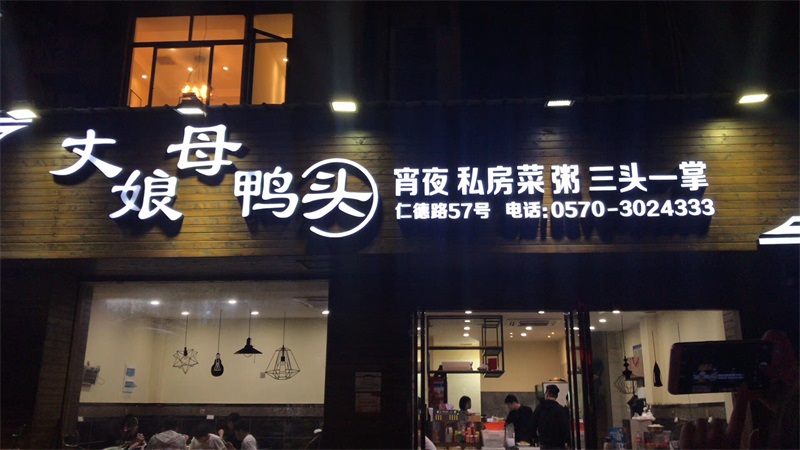 丈母娘鸭头
宵夜 私房菜 粥 三头一掌
仁德路57号 电话:0570-3024333